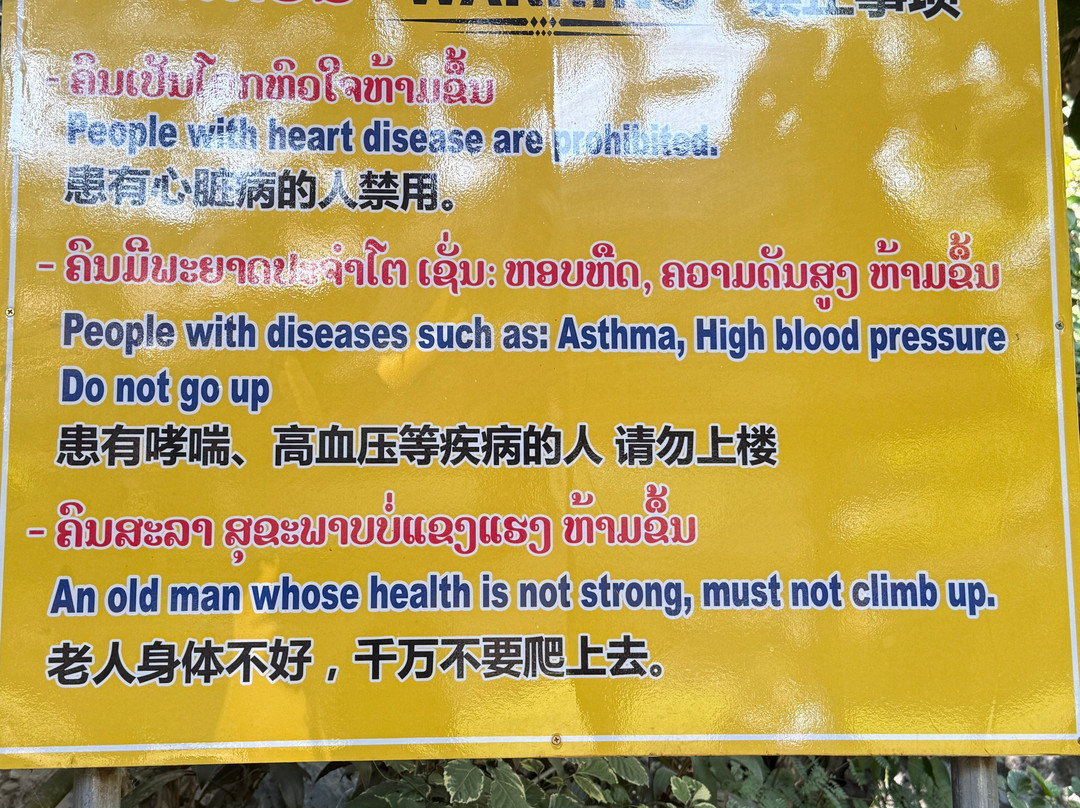 WARNING 禁止事项
- ຄົນເປັນໂລກຫົວໃຈຫ້າມຂຶ້ນ
People with heart disease are prohibited.
患有心脏病的人禁用。
- ຄົນມີພະຍາດປະຈຳໂຕ ເຊັ່ນ: ຫອບຫືດ, ຄວາມດັນສູງ ຫ້າມຂຶ້ນ
People with diseases such as: Asthma, High blood pressure
Do not go up
患有哮喘、高血压等疾病的人 请勿上楼
- ຄົນສະລາ ສຸຂະພາບບໍ່ແຂງແຮງ ຫ້າມຂຶ້ນ
An old man whose health is not strong, must not climb up.
老人身体不好，千万不要爬上去。